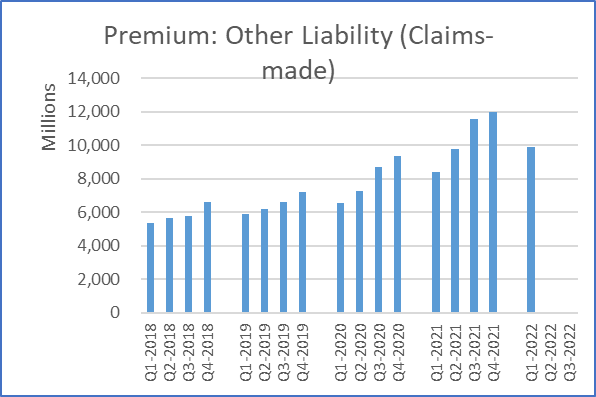 Premium: Other Liability (Claims-
made)
Millions
14,000
12,000
10,000
8,000
6,000
4,000
2,000
0
Q1-2018
Q2-2018
Q3-2018
Q4-2018
Q1-2019
Q2-2019
Q3-2019
Q4-2019
Q1-2020
Q2-2020
Q3-2020
Q4-2020
Q1-2021
Q2-2021
Q3-2021
Q4-2021
Q1-2022
Q2-2022
Q3-2022